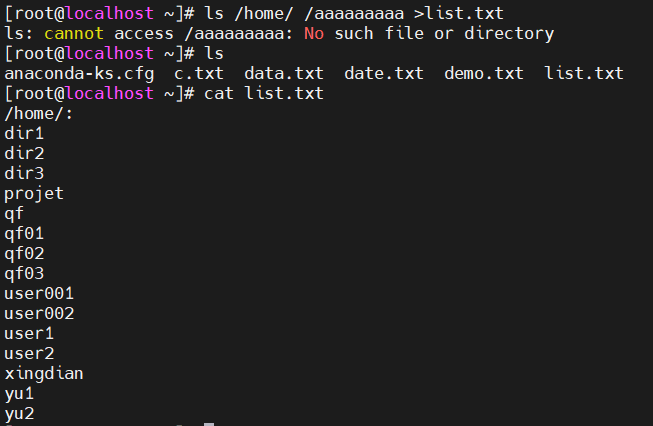 [root@localhost ~]# ls /home/ /aaaaaaaaa >list.txt
ls: cannot access /aaaaaaaaa: No such file or directory
[root@localhost ~]# ls
anaconda-ks.cfg  c.txt  data.txt  date.txt  demo.txt  list.txt
[root@localhost ~]# cat list.txt
/home/:
dir1
dir2
dir3
projet
qf
qf01
qf02
qf03
user001
user002
user1
user2
xingdian
yu1
yu2